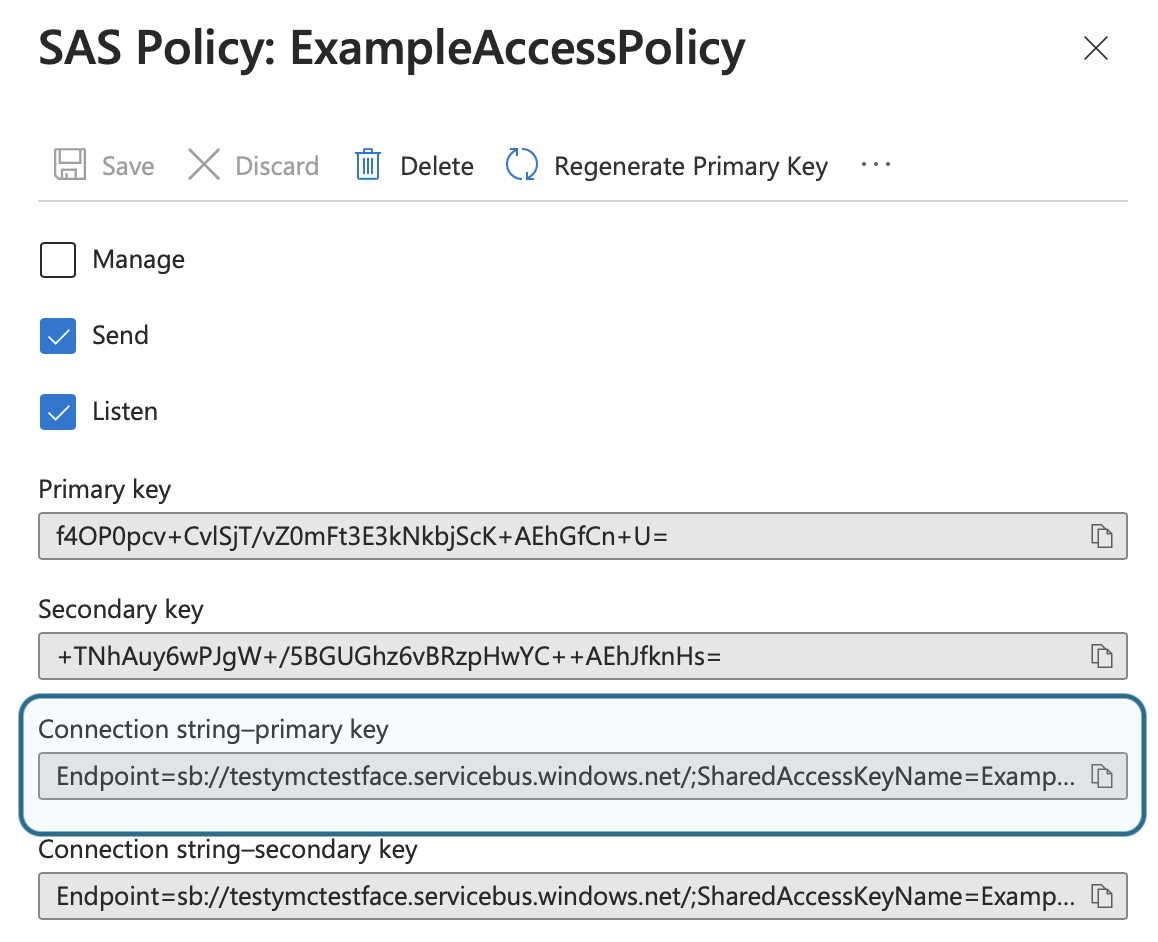 SAS Policy: ExampleAccessPolicy
Save Discard Delete Regenerate Primary Key ...
Manage
Send
Listen
Primary key
f4OP0pcv+CvlSjT/vZ0mFt3E3kNkbjScK+AEhGfCn+U=
Secondary key
+TNhAuy6wPJgW+/5BGUGhz6vBRzpHwYC++AEhJfknHs=
Connection string–primary key
Endpoint=sb://testymctestface.servicebus.windows.net/;SharedAccessKeyName=Examp...
Connection string–secondary key
Endpoint=sb://testymctestface.servicebus.windows.net/;SharedAccessKeyName=Examp...